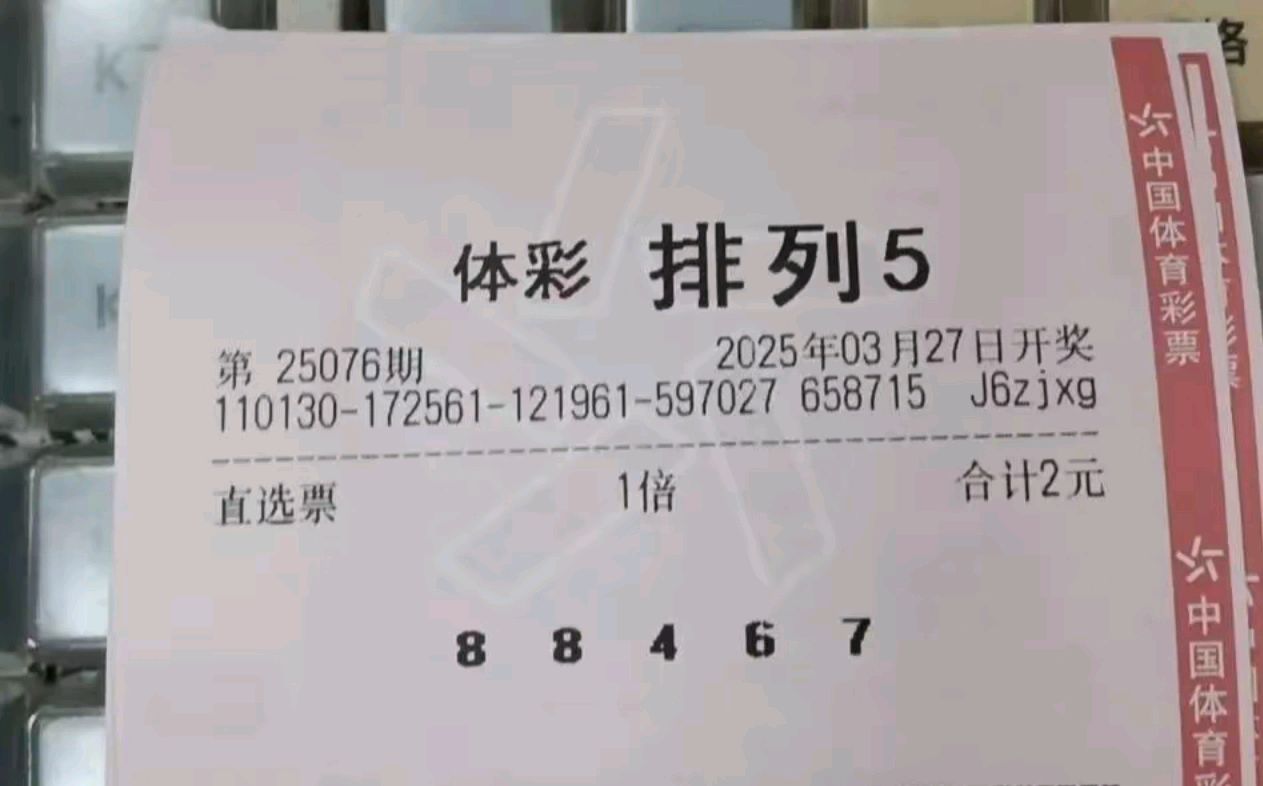 体彩 排列5
第 25076期 2025年03月27日开奖
110130-172561-121961-597027 658715 J6zjxg
直选票 1倍 合计2元
8 8 4 6 7
中国体育彩票
中国体育彩